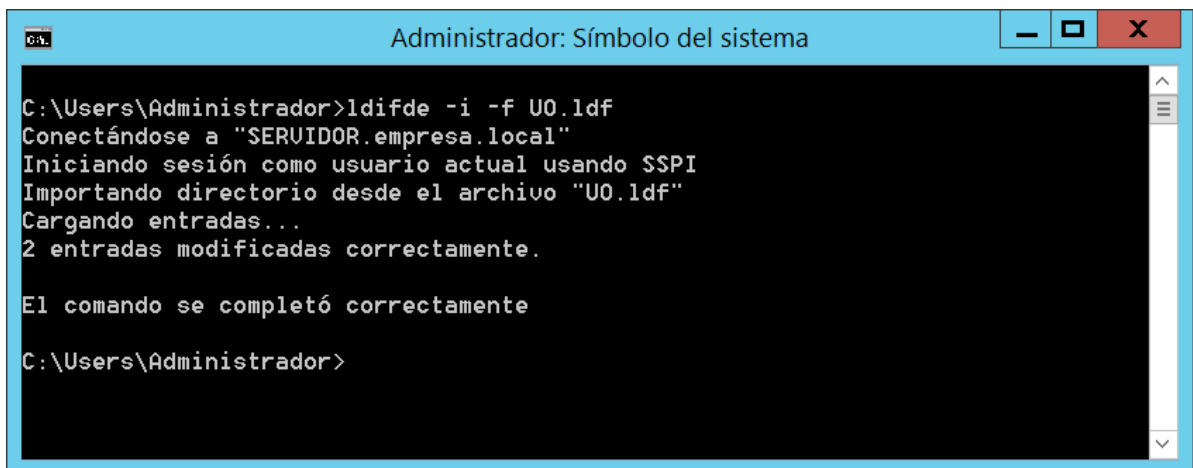 Administrador: Símbolo del sistema
C:\Users\Administrador>ldifde -i -f UO.ldf
Conectándose a "SERVIDOR.empresa.local"
Iniciando sesión como usuario actual usando SSPI
Importando directorio desde el archivo "UO.ldf"
Cargando entradas...
2 entradas modificadas correctamente.
El comando se completó correctamente
C:\Users\Administrador>